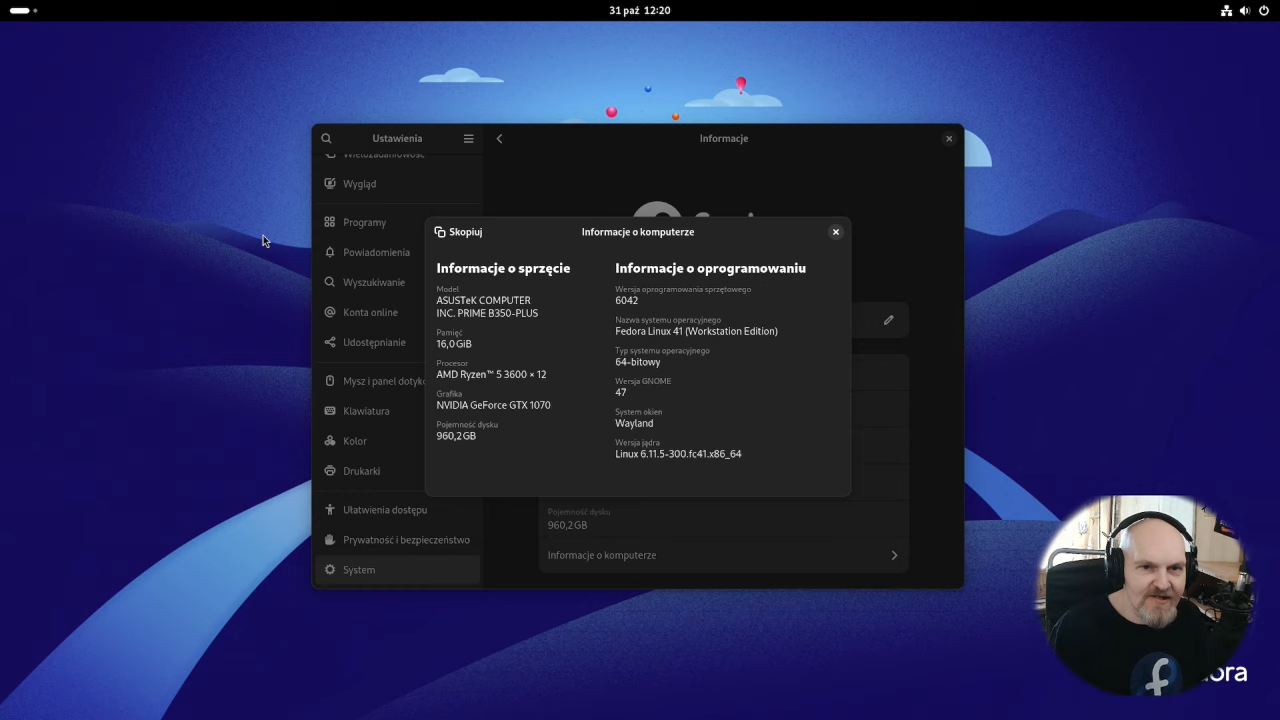 31 paź 12:20
Ustawienia
Informacje
Wielozadaniowość
Wygląd
Programy
Powiadomienia
Wyszukiwanie
Konta online
Udostępnianie
Mysz i panel dotyk
Klawiatura
Kolor
Drukarki
Ułatwienia dostępu
Prywatność i bezpieczeństwo
System
Skopiuj
Informacje o komputerze
Informacje o sprzęcie
Model
ASUSTeK COMPUTER
INC. PRIME B350-PLUS
Pamięć
16,0 GiB
Procesor
AMD Ryzen™ 5 3600 × 12
Grafika
NVIDIA GeForce GTX 1070
Pojemność dysku
960,2 GB
Informacje o oprogramowaniu
Wersja oprogramowania sprzętowego
6042
Nazwa systemu operacyjnego
Fedora Linux 41 (Workstation Edition)
Typ systemu operacyjnego
64-bitowy
Wersja GNOME
47
System okien
Wayland
Wersja jądra
Linux 6.11.5-300.fc41.x86_64
Pojemność dysku
960,2 GB
Informacje o komputerze
ora